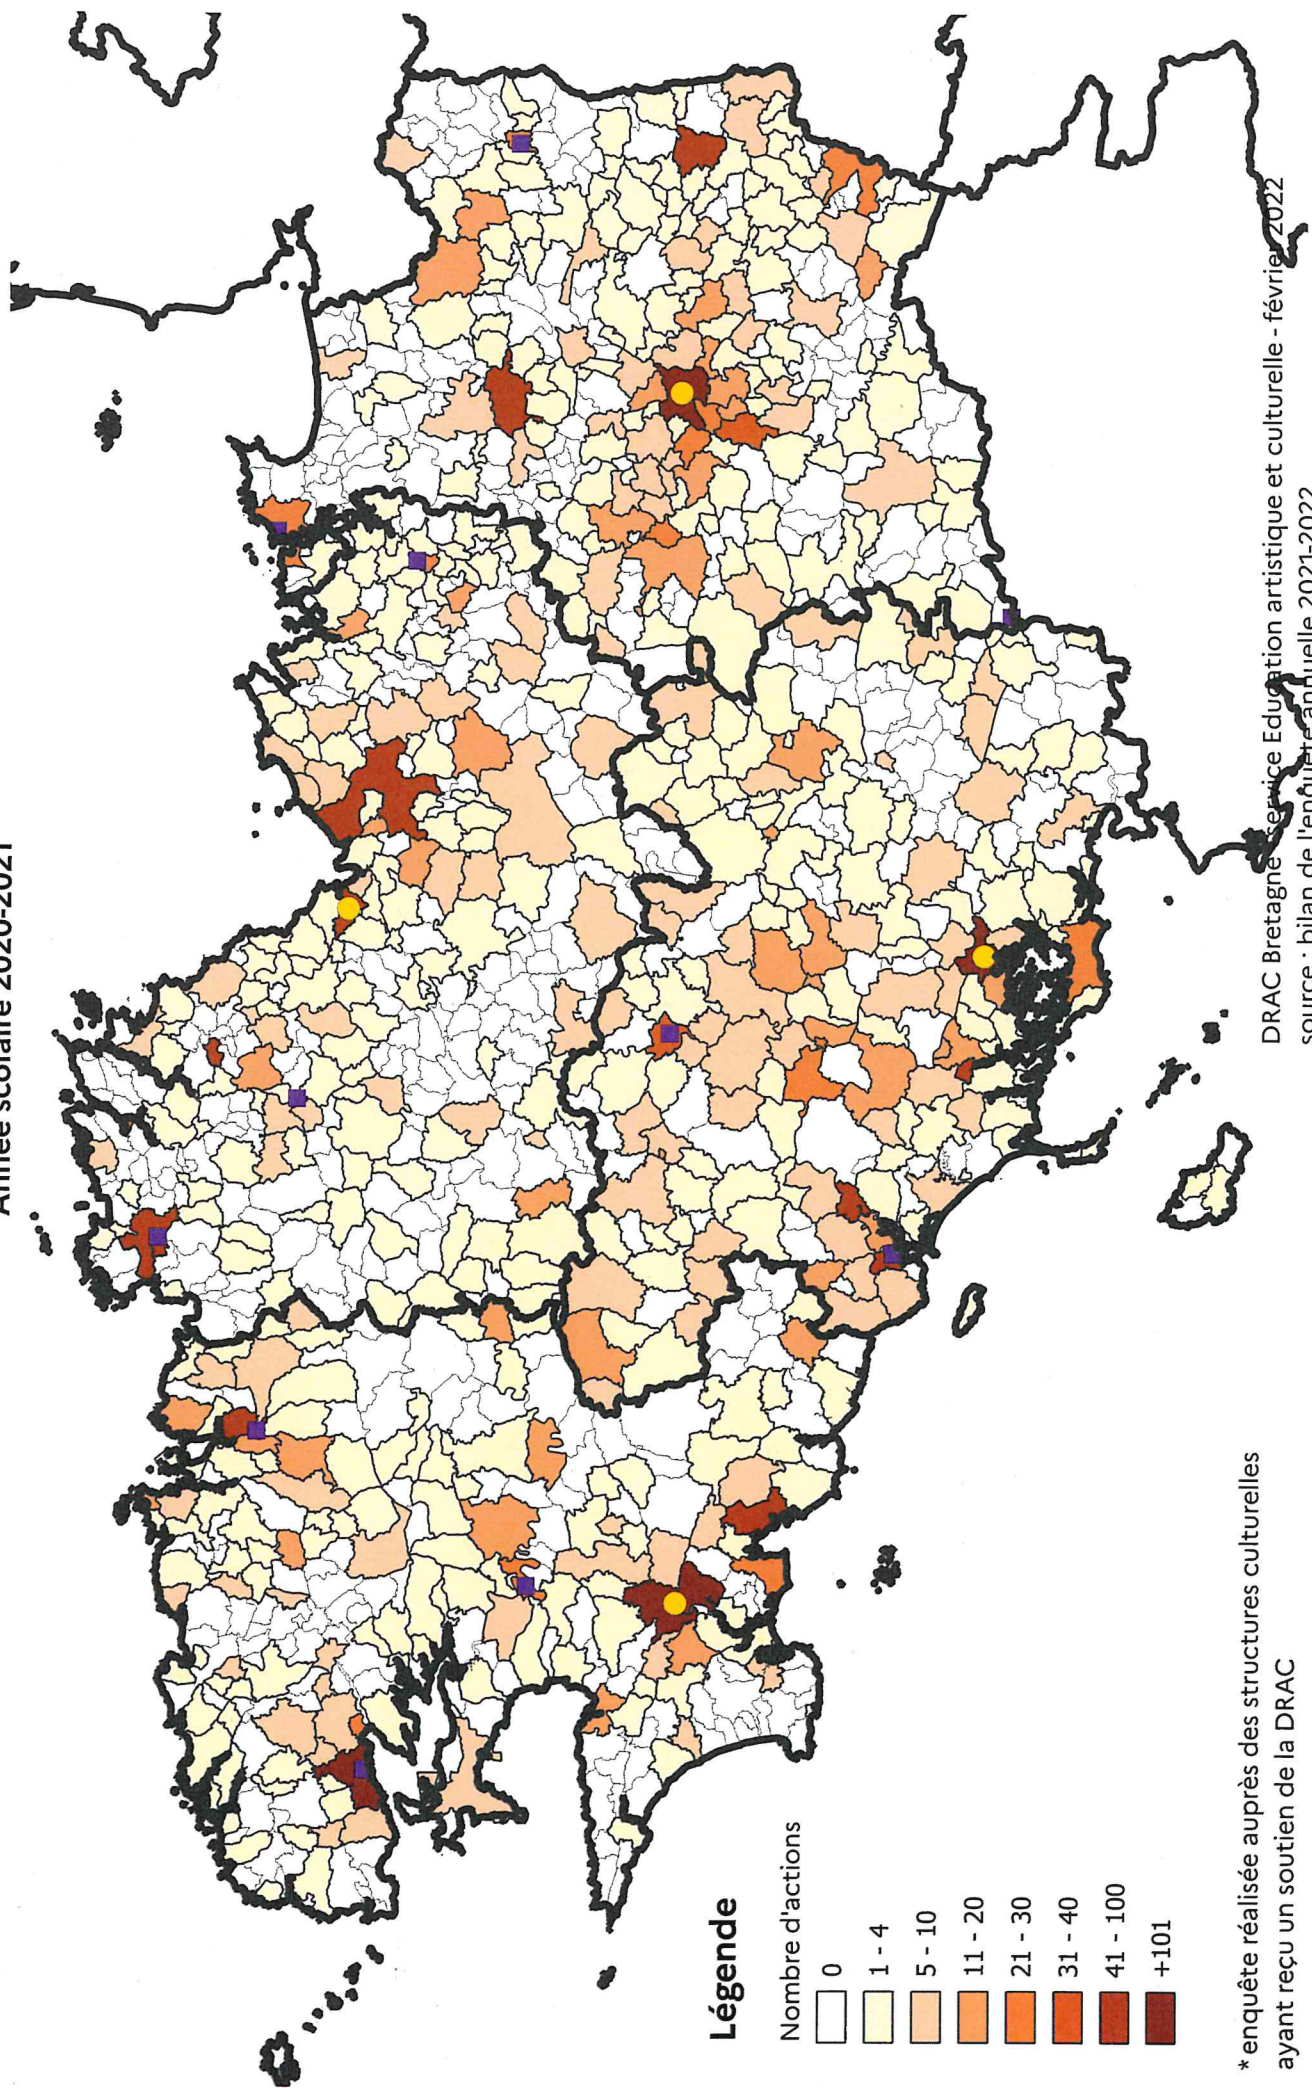 Année scolaire 2020-2021
Légende
Nombre d'actions
0
1 - 4
5 - 10
11 - 20
21 - 30
31 - 40
41 - 100
+101
*enquête réalisée auprès des structures culturelles
ayant reçu un soutien de la DRAC
DRAC Bretagne service Education artistique et culturelle - février 2022
source : bilan de l'enquête annuelle 2021-2022